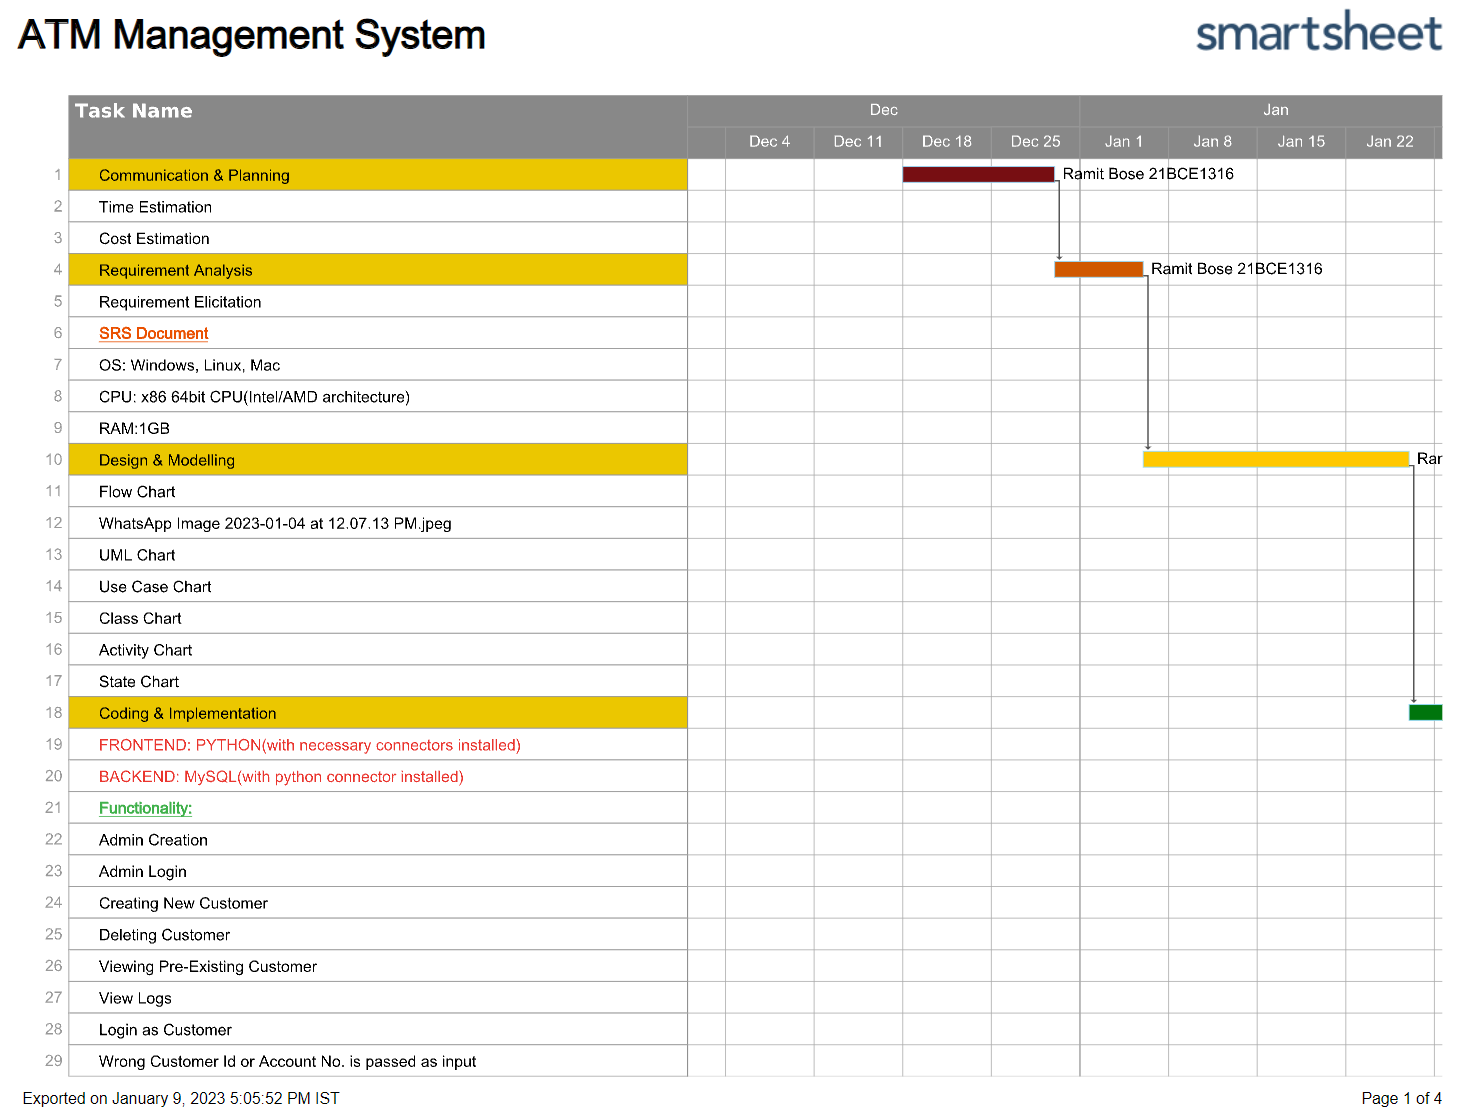 ATM Management System
smartsheet
Task Name
Dec
Jan
Dec 4
Dec 11
Dec 18
Dec 25
Jan 1
Jan 8
Jan 15
Jan 22
1 Communication & Planning Ramit Bose 21BCE1316
2 Time Estimation
3 Cost Estimation
4 Requirement Analysis Ramit Bose 21BCE1316
5 Requirement Elicitation
6 SRS Document
7 OS: Windows, Linux, Mac
8 CPU: x86 64bit CPU(Intel/AMD architecture)
9 RAM:1GB
10 Design & Modelling Rar
11 Flow Chart
12 WhatsApp Image 2023-01-04 at 12.07.13 PM.jpeg
13 UML Chart
14 Use Case Chart
15 Class Chart
16 Activity Chart
17 State Chart
18 Coding & Implementation
19 FRONTEND: PYTHON(with necessary connectors installed)
20 BACKEND: MySQL(with python connector installed)
21 Functionality:
22 Admin Creation
23 Admin Login
24 Creating New Customer
25 Deleting Customer
26 Viewing Pre-Existing Customer
27 View Logs
28 Login as Customer
29 Wrong Customer Id or Account No. is passed as input
Exported on January 9, 2023 5:05:52 PM IST
Page 1 of 4